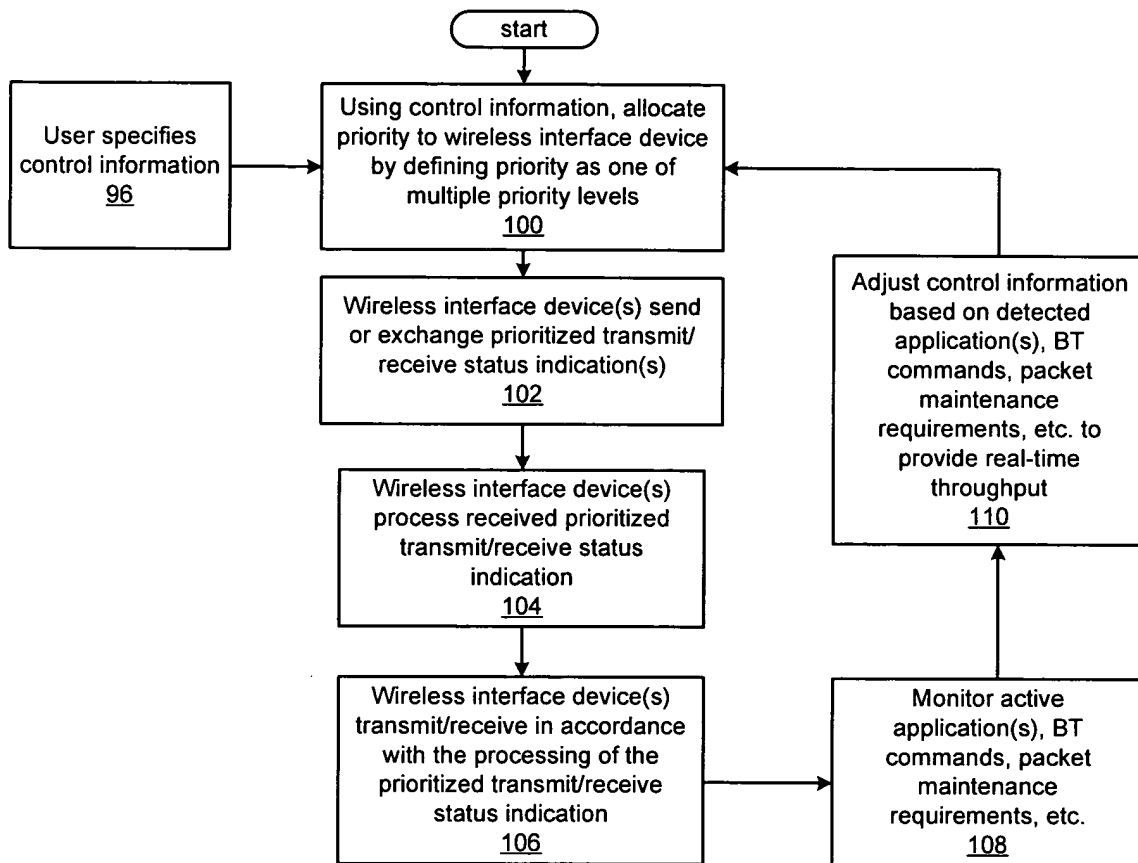 start
User specifies
control information
96
Using control information, allocate
priority to wireless interface device
by defining priority as one of
multiple priority levels
100
Wireless interface device(s) send
or exchange prioritized transmit/
receive status indication(s)
102
Wireless interface device(s)
process received prioritized
transmit/receive status
indication
104
Wireless interface device(s)
transmit/receive in accordance
with the processing of the
prioritized transmit/receive
status indication
106
Monitor active
application(s), BT
commands, packet
maintenance
requirements, etc.
108
Adjust control information
based on detected
application(s), BT
commands, packet
maintenance
requirements, etc. to
provide real-time
throughput
110